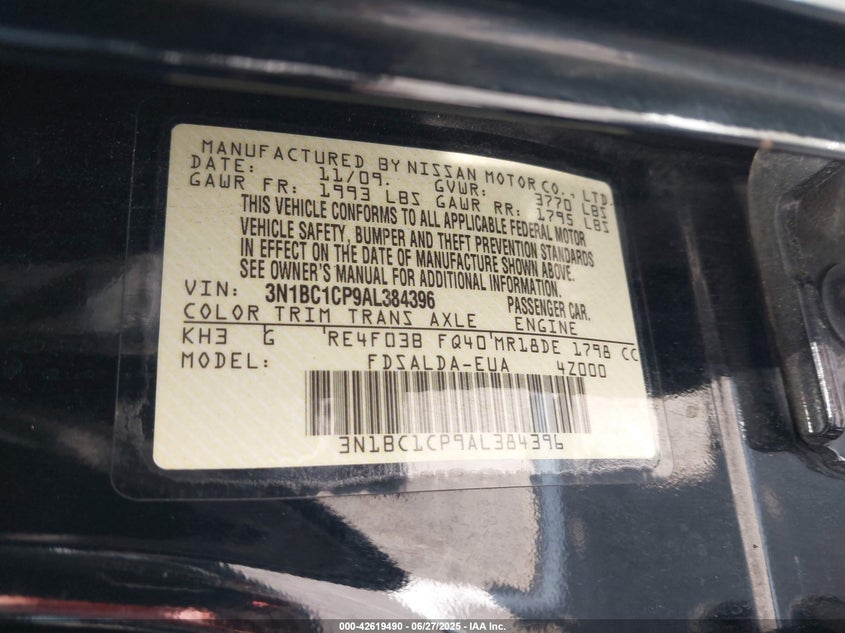 MANUFACTURED BY NISSAN MOTOR CO., LTD.
DATE: 11/09. GVWR: 3770 LBS
GAWR FR: 1993 LBS GAWR RR: 1795 LBS
THIS VEHICLE CONFORMS TO ALL APPLICABLE FEDERAL MOTOR
VEHICLE SAFETY, BUMPER AND THEFT PREVENTION STANDARDS
IN EFFECT ON THE DATE OF MANUFACTURE SHOWN ABOVE.
SEE OWNER'S MANUAL FOR ADDITIONAL INFORMATION.
VIN: 3N1BC1CP9AL384396 PASSENGER CAR.
COLOR TRIM TRANS AXLE ENGINE
KH3 G RE4F03B FQ40 MR18DE 1798 CC
MODEL: FDSALDA-EUA 4Z000
3N1BC1CP9AL384396
000-42619490 - 06/27/2025 - IAA Inc.